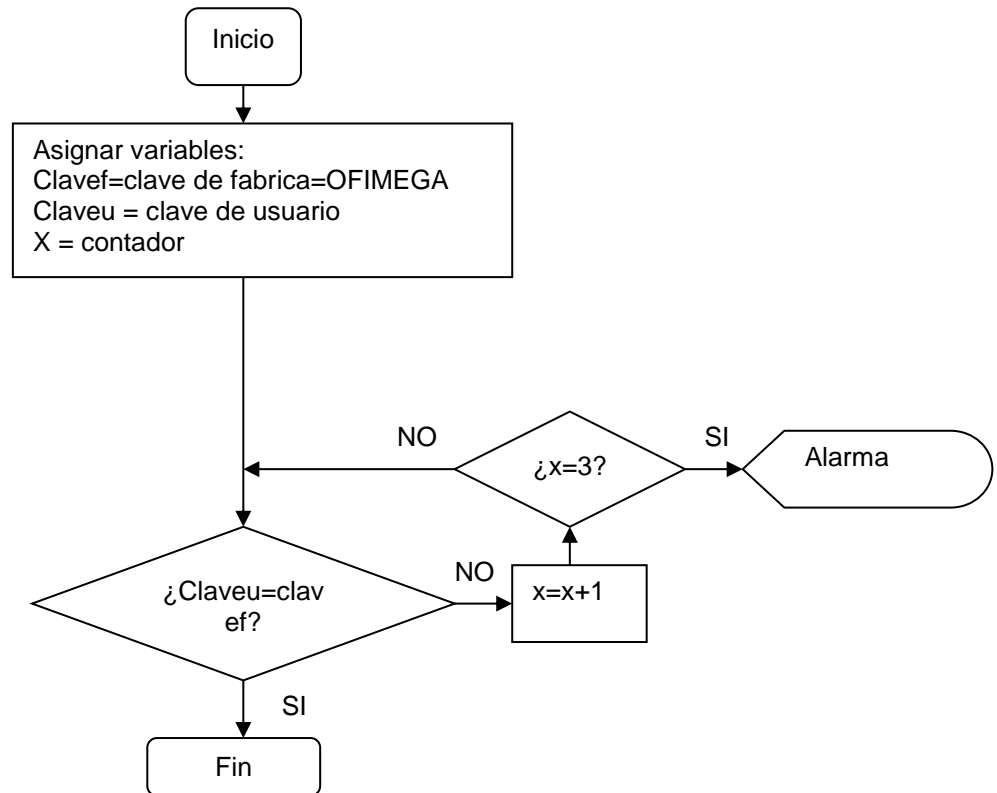 Inicio
Asignar variables:
Clavef=clave de fabrica=OFIMEGA
Claveu = clave de usuario
X = contador
NO
¿x=3?
SI
Alarma
¿Claveu=clav
ef?
NO
x=x+1
SI
Fin